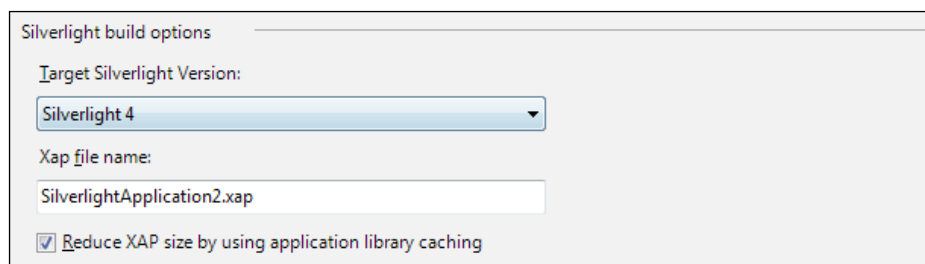 Silverlight build options
Target Silverlight Version:
Silverlight 4
Xap file name:
SilverlightApplication2.xap
Reduce XAP size by using application library caching